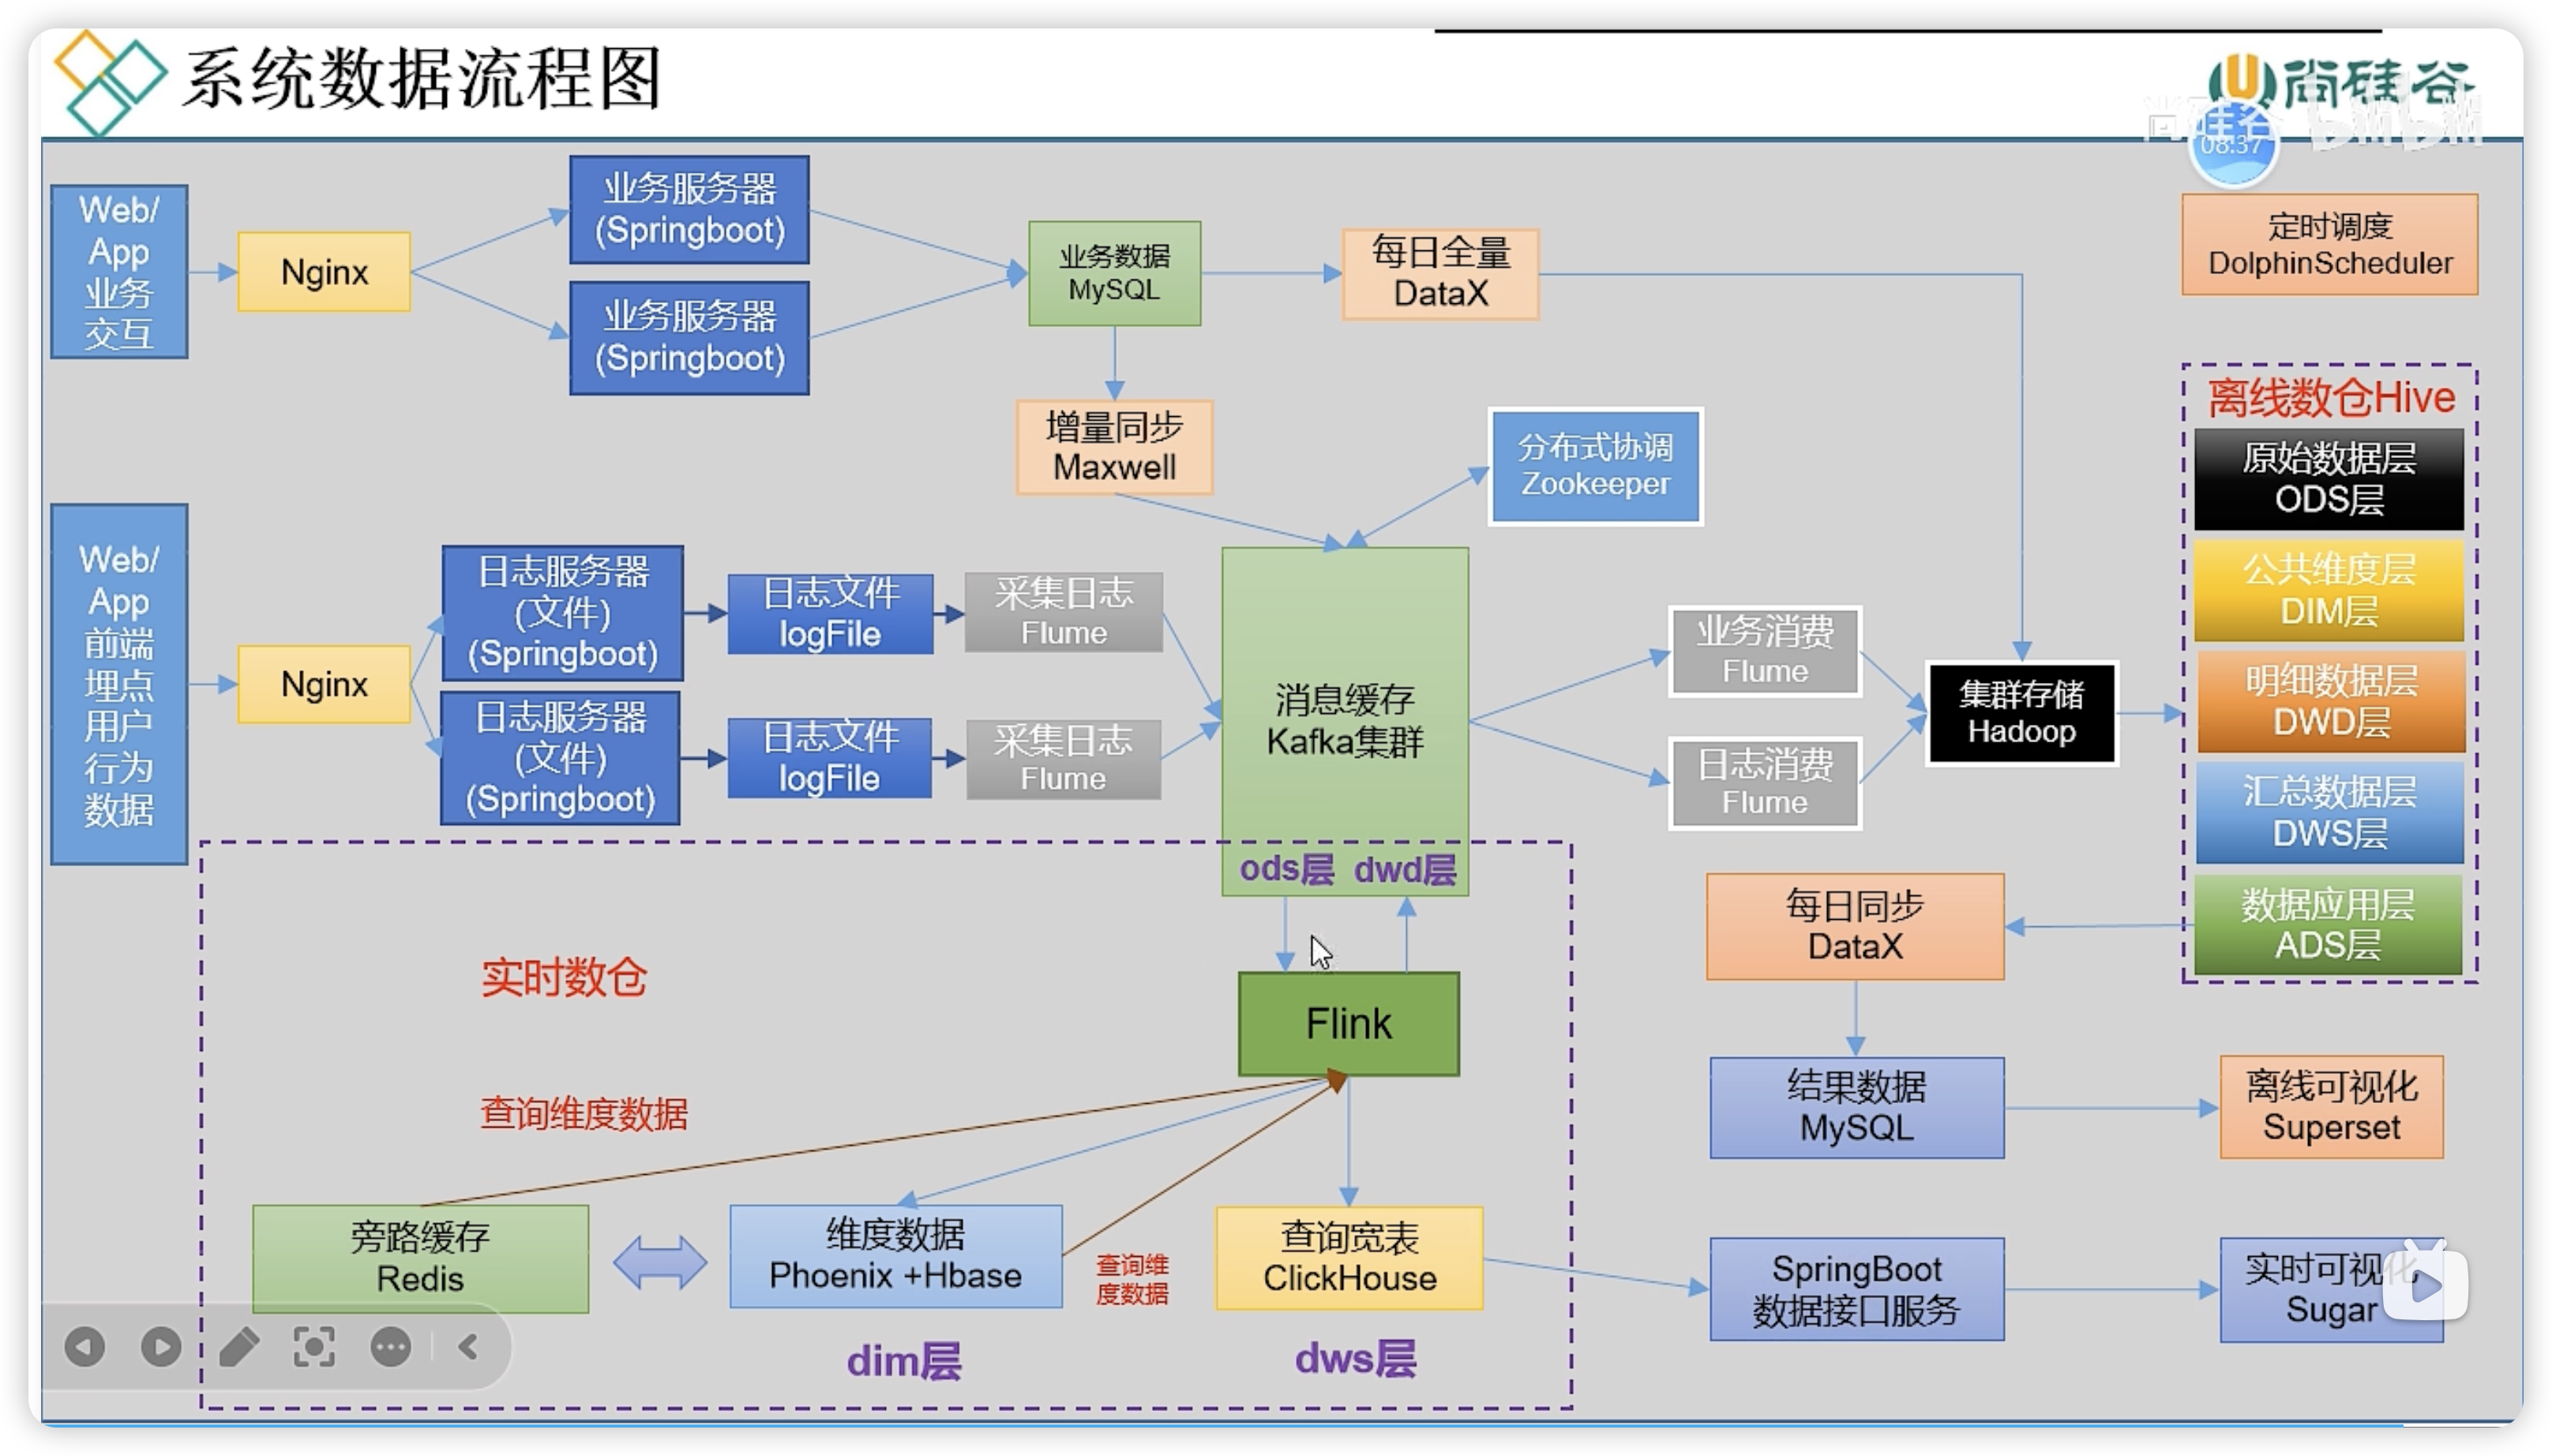 系统数据流程图
尚硅谷
尚硅谷 bilibili
08:37
Web/
App
业务
交互
Nginx
业务服务器
(Springboot)
业务服务器
(Springboot)
业务数据
MySQL
每日全量
DataX
定时调度
DolphinScheduler
增量同步
Maxwell
分布式协调
Zookeeper
Web/
App
前端
埋点
用户
行为
数据
Nginx
日志服务器
(文件)
(Springboot)
日志文件
logFile
采集日志
Flume
日志服务器
(文件)
(Springboot)
日志文件
logFile
采集日志
Flume
消息缓存
Kafka集群
ods层 dwd层
业务消费
Flume
日志消费
Flume
集群存储
Hadoop
离线数仓Hive
原始数据层
ODS层
公共维度层
DIM层
明细数据层
DWD层
汇总数据层
DWS层
数据应用层
ADS层
每日同步
DataX
结果数据
MySQL
离线可视化
Superset
实时数仓
Flink
查询维度数据
旁路缓存
Redis
维度数据
Phoenix +Hbase
查询维
度数据
查询宽表
ClickHouse
SpringBoot
数据接口服务
实时可视化
Sugar
dim层
dws层